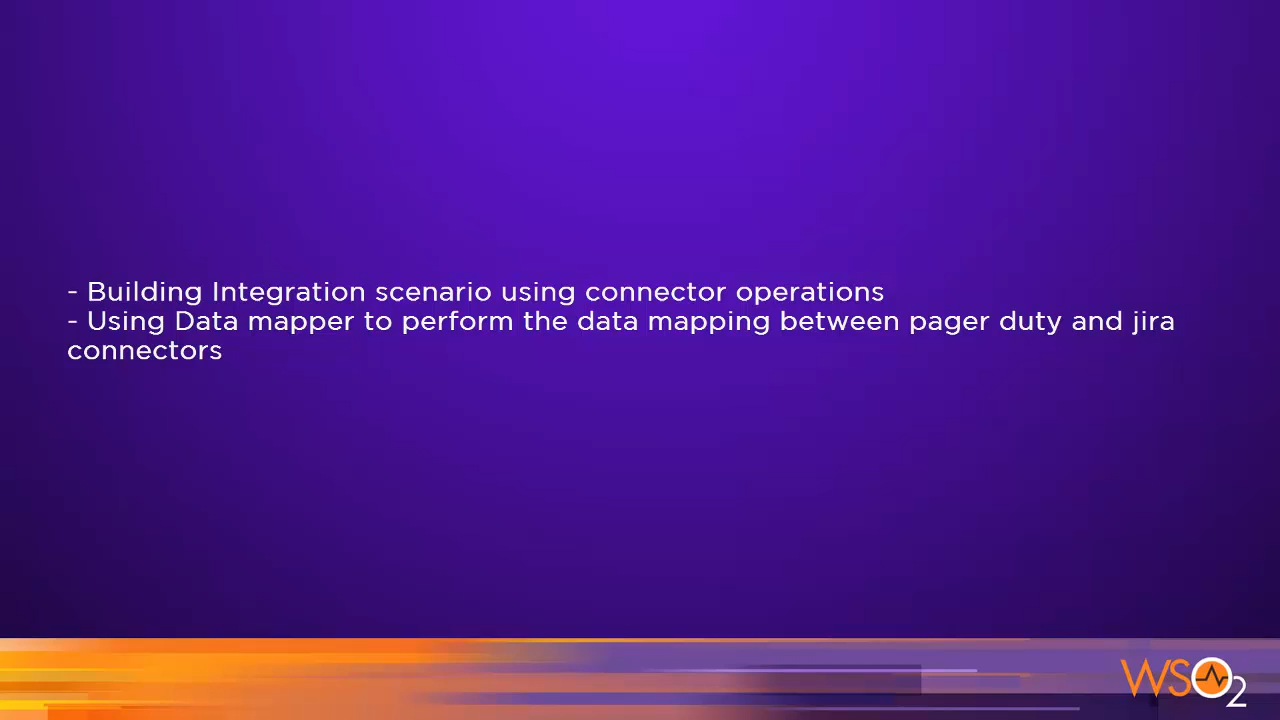 - Building Integration scenario using connector operations
- Using Data mapper to perform the data mapping between pager duty and jira
connectors
WSO2